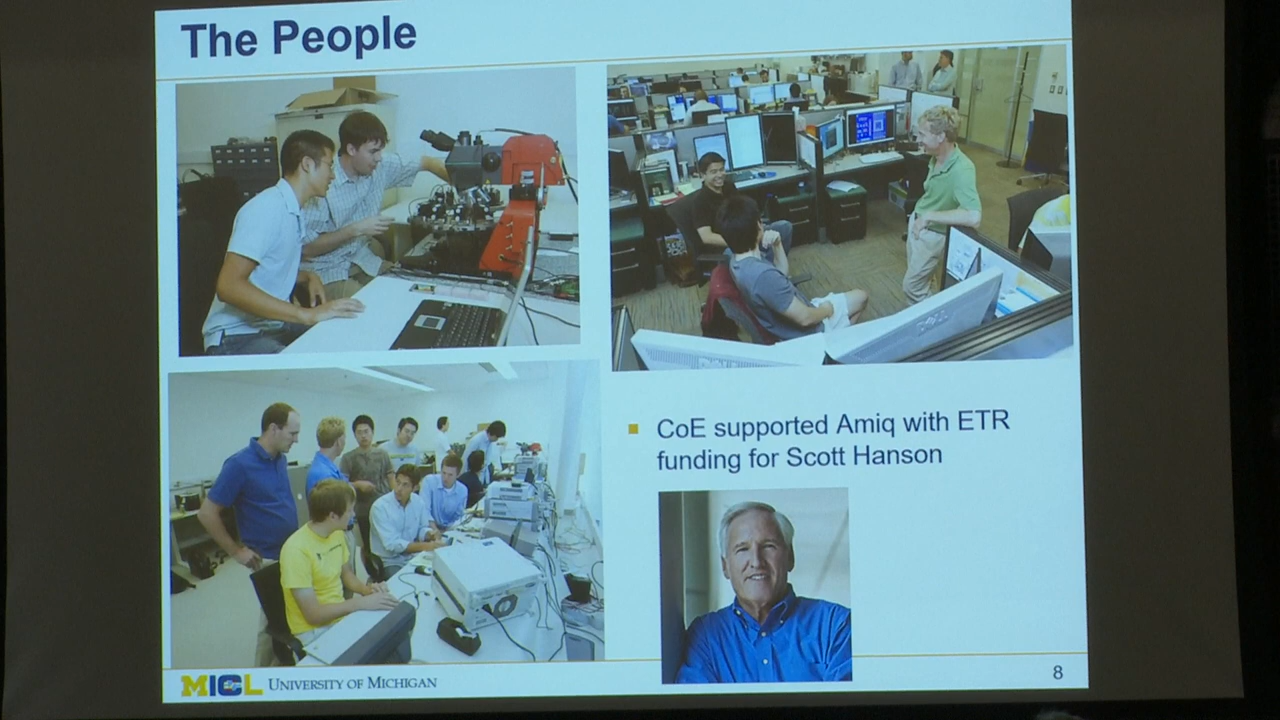 The People
CoE supported Amiq with ETR
funding for Scott Hanson
MICL UNIVERSITY OF MICHIGAN
8